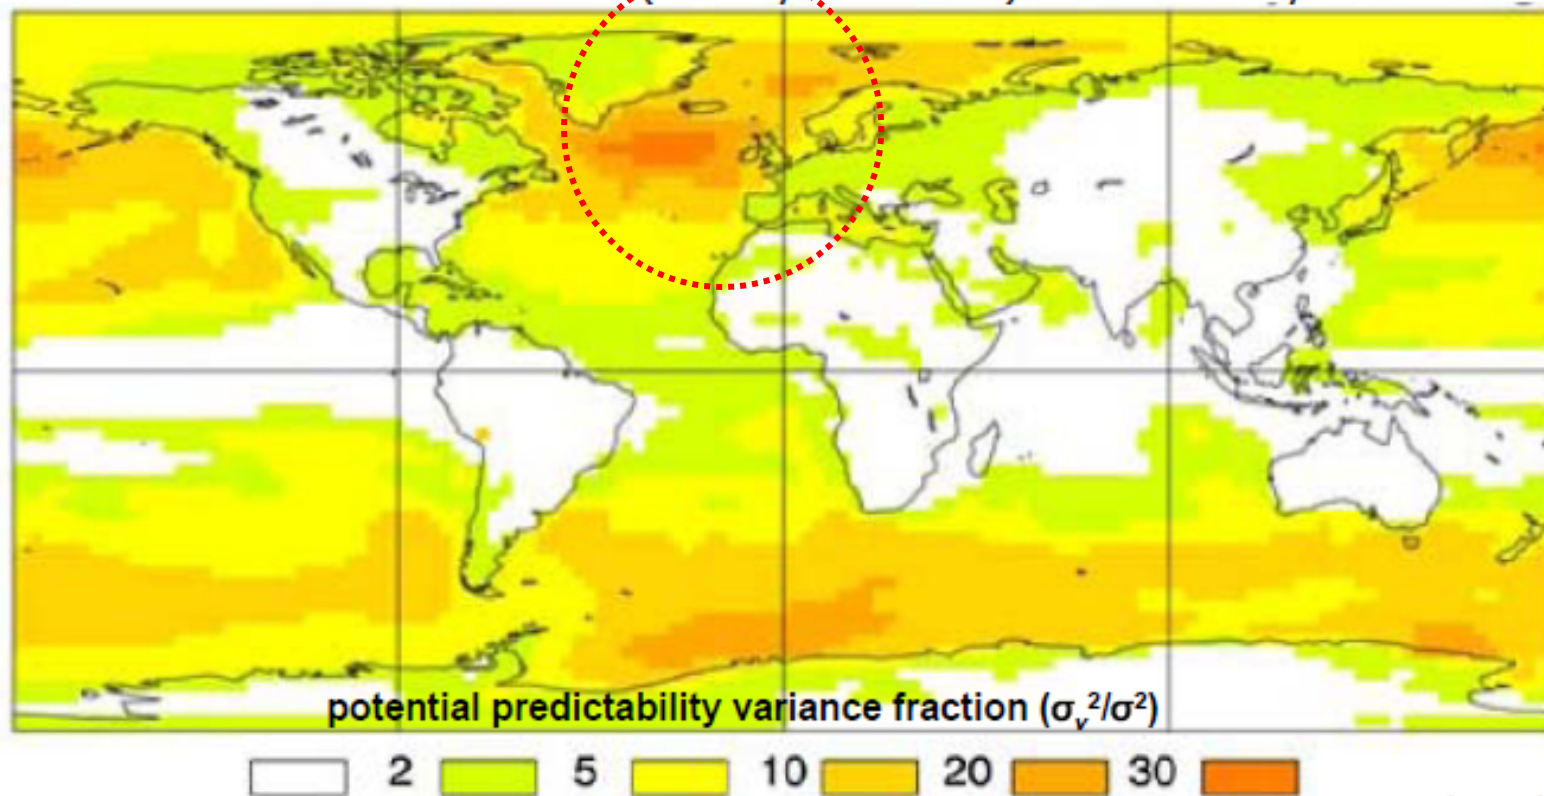 potential predictability variance fraction (σᵥ²/σ²)
2 5 10 20 30